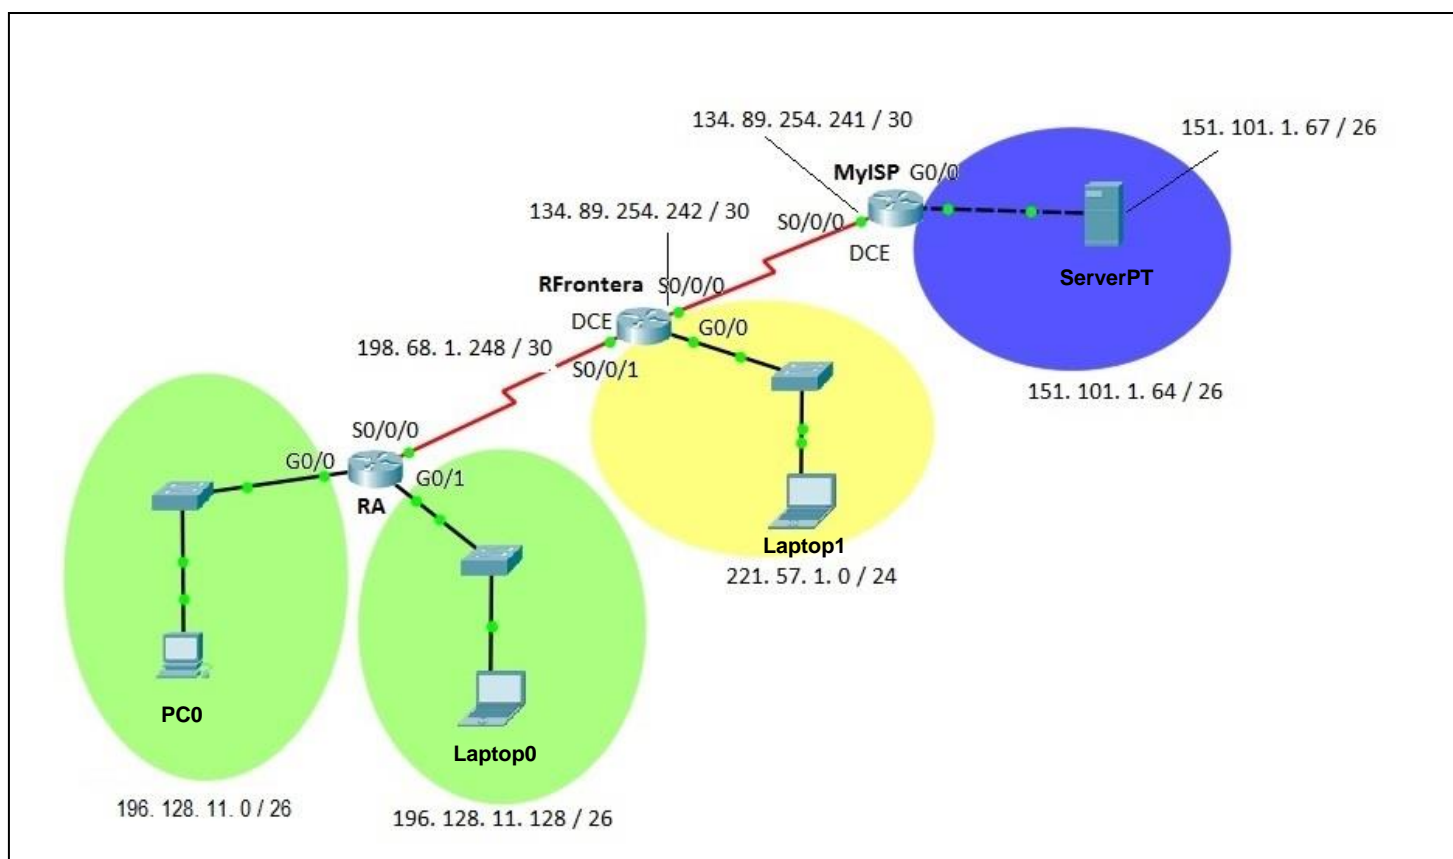 134. 89. 254. 241 / 30
151. 101. 1. 67 / 26
MyISP G0/0
134. 89. 254. 242 / 30
S0/0/0
DCE
ServerPT
RFrontera S0/0/0
DCE
G0/0
198. 68. 1. 248 / 30
S0/0/1
151. 101. 1. 64 / 26
S0/0/0
G0/0
G0/1
RA
Laptop1
221. 57. 1. 0 / 24
PC0
Laptop0
196. 128. 11. 0 / 26
196. 128. 11. 128 / 26